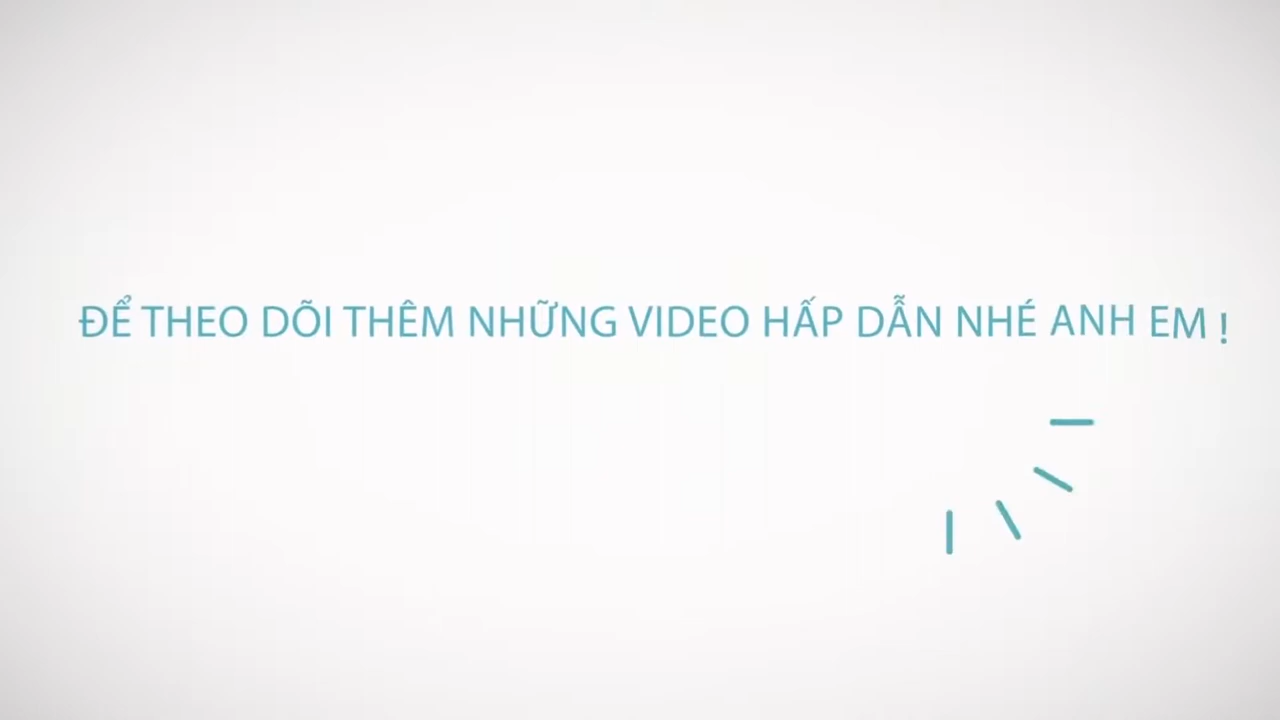 ĐỂ THEO DÕI THÊM NHỮNG VIDEO HẤP DẪN NHÉ ANH EM !